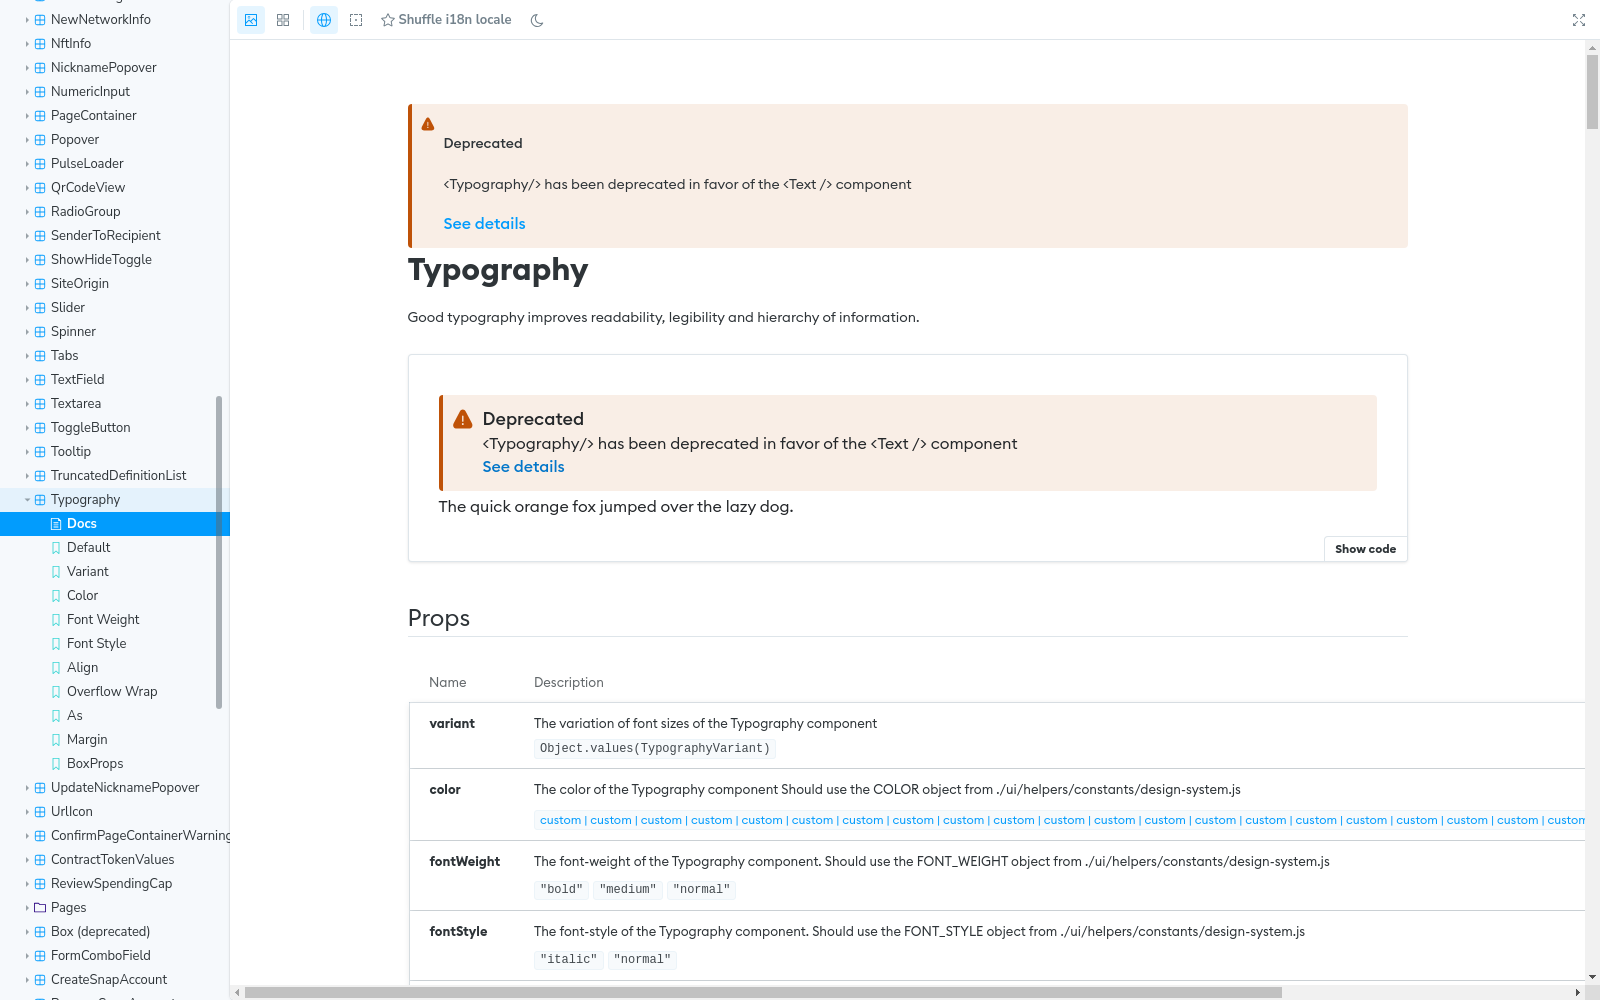 NewNetworkInfo
NftInfo
NicknamePopover
NumericInput
PageContainer
Popover
PulseLoader
QrCodeView
RadioGroup
SenderToRecipient
ShowHideToggle
SiteOrigin
Slider
Spinner
Tabs
TextField
Textarea
ToggleButton
Tooltip
TruncatedDefinitionList
Typography
Docs
Default
Variant
Color
Font Weight
Font Style
Align
Overflow Wrap
As
Margin
BoxProps
UpdateNicknamePopover
UrlIcon
ConfirmPageContainerWarning
ContractTokenValues
ReviewSpendingCap
Pages
Box (deprecated)
FormComboField
CreateSnapAccount
Shuffle i18n locale
Deprecated
<Typography/> has been deprecated in favor of the <Text /> component
See details
Typography
Good typography improves readability, legibility and hierarchy of information.
Deprecated
<Typography/> has been deprecated in favor of the <Text /> component
See details
The quick orange fox jumped over the lazy dog.
Show code
Props
Name Description
variant The variation of font sizes of the Typography component
Object.values(TypographyVariant)
color The color of the Typography component Should use the COLOR object from ./ui/helpers/constants/design-system.js
custom | custom | custom | custom | custom | custom | custom | custom | custom | custom | custom | custom | custom | custom | custom | custom | custom | custom | custom | custom | custom
fontWeight The font-weight of the Typography component. Should use the FONT_WEIGHT object from ./ui/helpers/constants/design-system.js
"bold" "medium" "normal"
fontStyle The font-style of the Typography component. Should use the FONT_STYLE object from ./ui/helpers/constants/design-system.js
"italic" "normal"